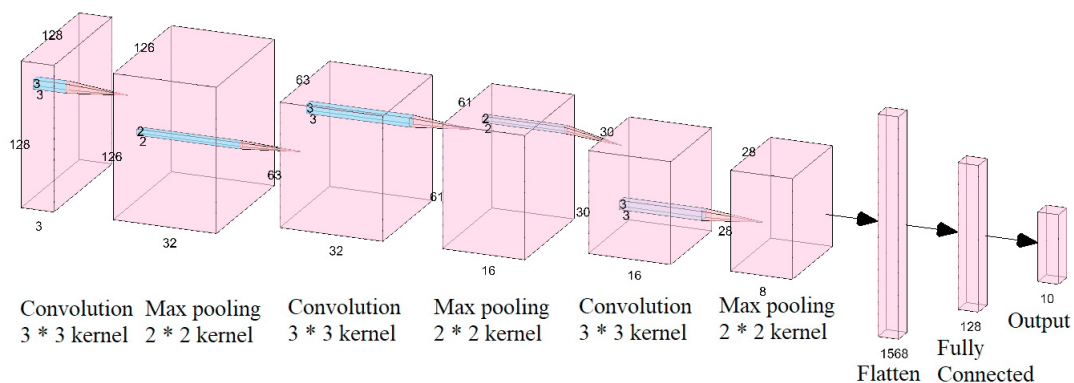 128
128
3
3
3
126
126
32
2
2
63
63
32
3
3
61
61
16
2
2
30
30
16
3
3
28
28
8
1568
128
10
Convolution
3 * 3 kernel
Max pooling
2 * 2 kernel
Convolution
3 * 3 kernel
Max pooling
2 * 2 kernel
Convolution
3 * 3 kernel
Max pooling
2 * 2 kernel
Flatten
Fully
Connected
Output